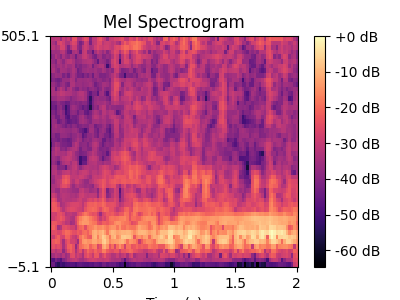 Mel Spectrogram
505.1
−5.1
0
0.5
1
1.5
2
+0 dB
-10 dB
-20 dB
-30 dB
-40 dB
-50 dB
-60 dB